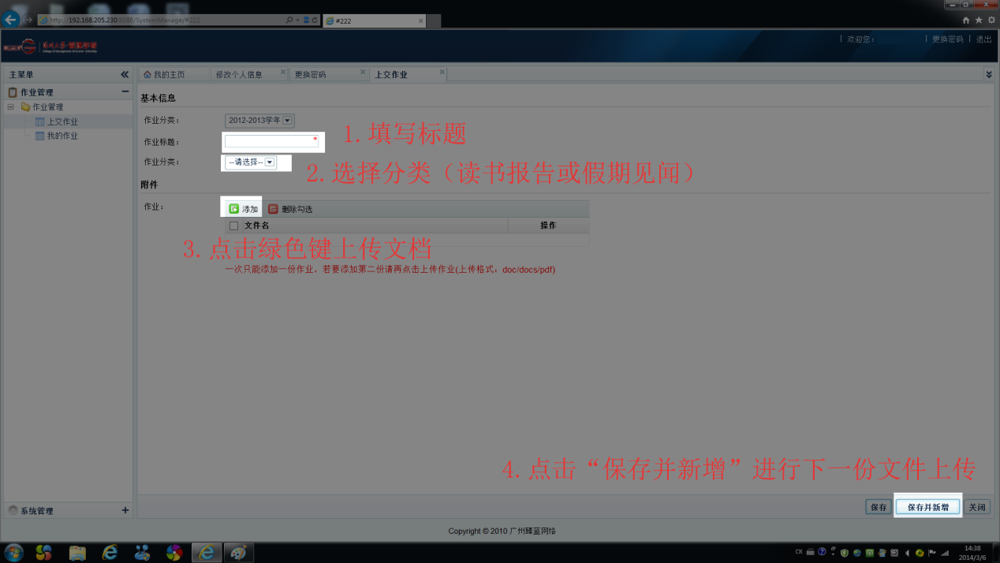 http://192.168.205.230:8088/SystemManage/#222
#222
欢迎您:
更换密码
退出
主菜单
我的主页
修改个人信息
更换密码
上交作业
作业管理
作业管理
上交作业
我的作业
基本信息
作业分类:
2012-2013学年
作业标题:
*
1.填写标题
作业分类:
--请选择--
2.选择分类（读书报告或假期见闻）
附件
作业:
添加
删除勾选
文件名
操作
3.点击绿色键上传文档
一次只能添加一份作业，若要添加第二份请再点击上传作业(上传格式：doc/docs/pdf)
4.点击“保存并新增”进行下一份文件上传
保存
保存并新增
关闭
系统管理
Copyright © 2010 广州臻蓝网络
CK
14:38
2014/3/6